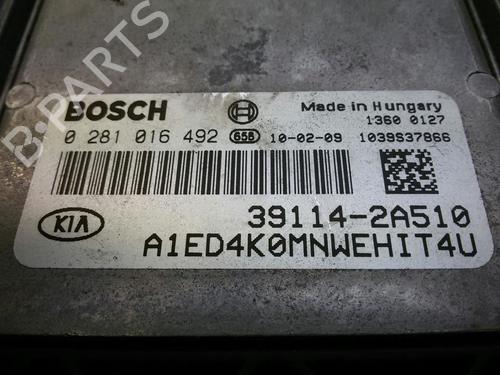 B-PARTS
BOSCH
Made in Hungary
1360 0127
0 281 016 492 658 10-02-09 1039S37866
KIA
39114-2A510
A1ED4K0MNWEHIT4U